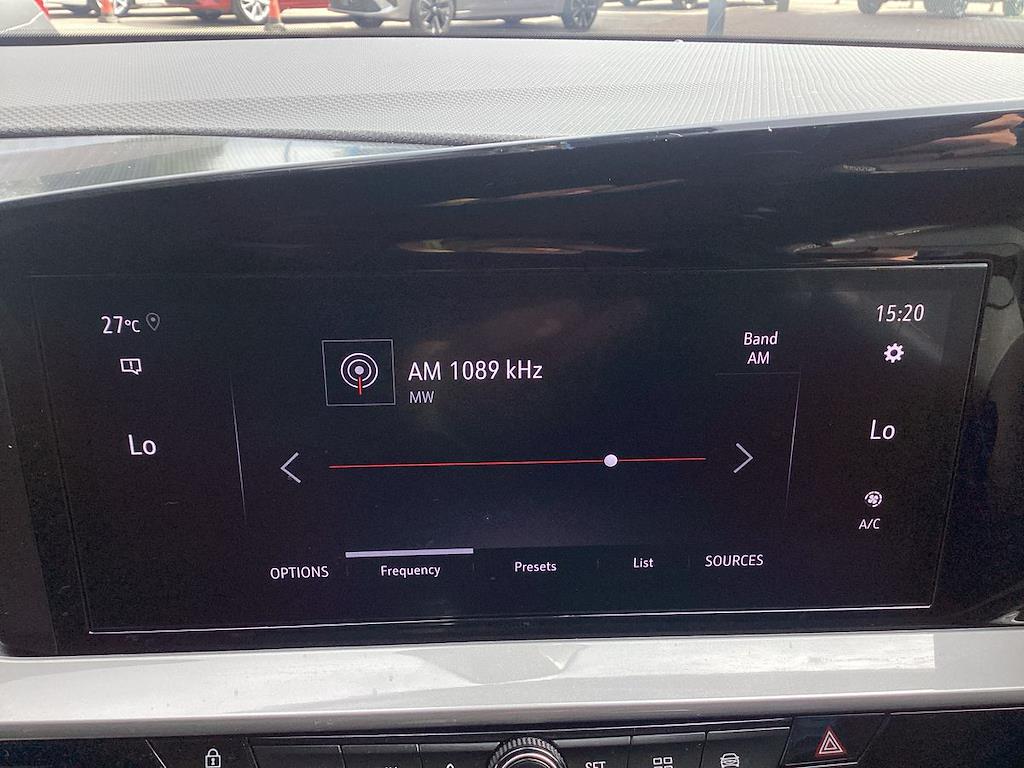 27°C
15:20
Band
AM
AM 1089 kHz
MW
Lo
Lo
A/C
OPTIONS
Frequency
Presets
List
SOURCES
SET